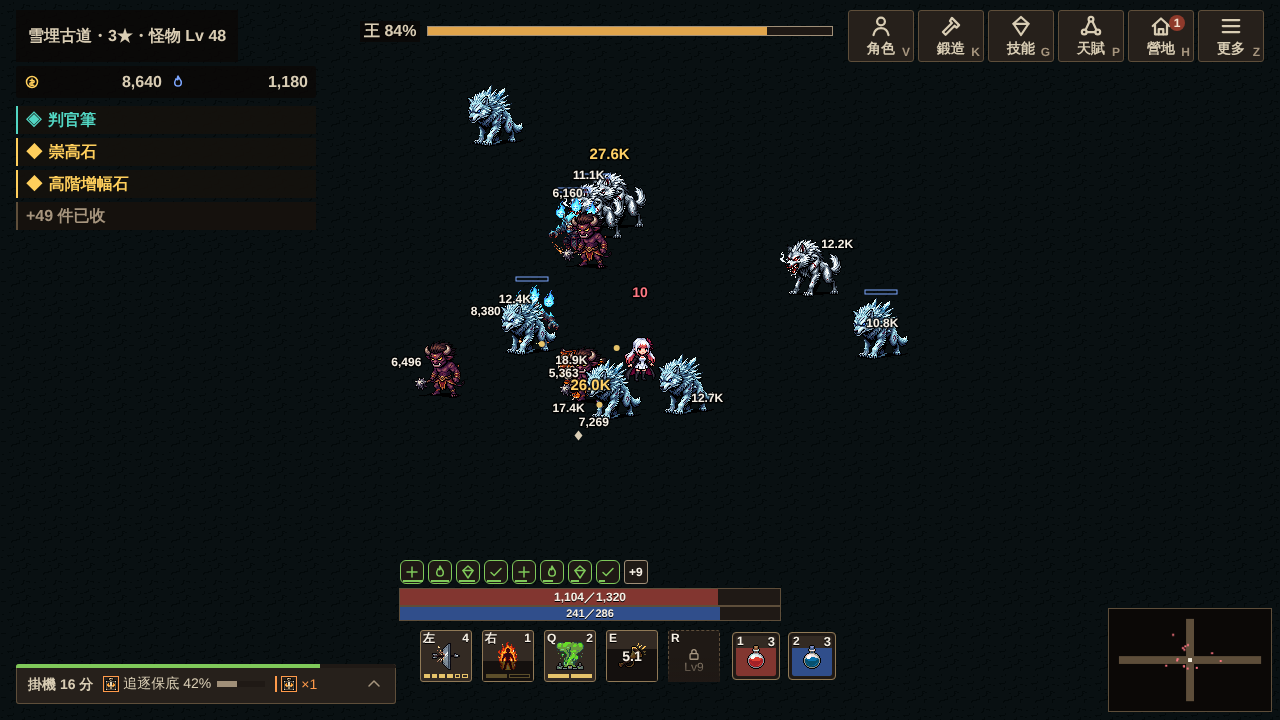 雪埋古道・3★・怪物 Lv 48
王 84%
角色 V
鍛造 K
技能 G
天賦 P
營地 H
1
更多 Z
8,640
1,180
判官筆
崇高石
高階增幅石
+49 件已收
27.6K
11.1K
6,160
12.2K
10
12.4K
8,380
10.8K
6,496
18.9K
5,363
26.0K
12.7K
17.4K
7,269
+9
1,104／1,320
241／286
左 4
右 1
Q 2
E
5.1
R
Lv9
1 3
2 3
掛機 16 分
追逐保底 42%
×1